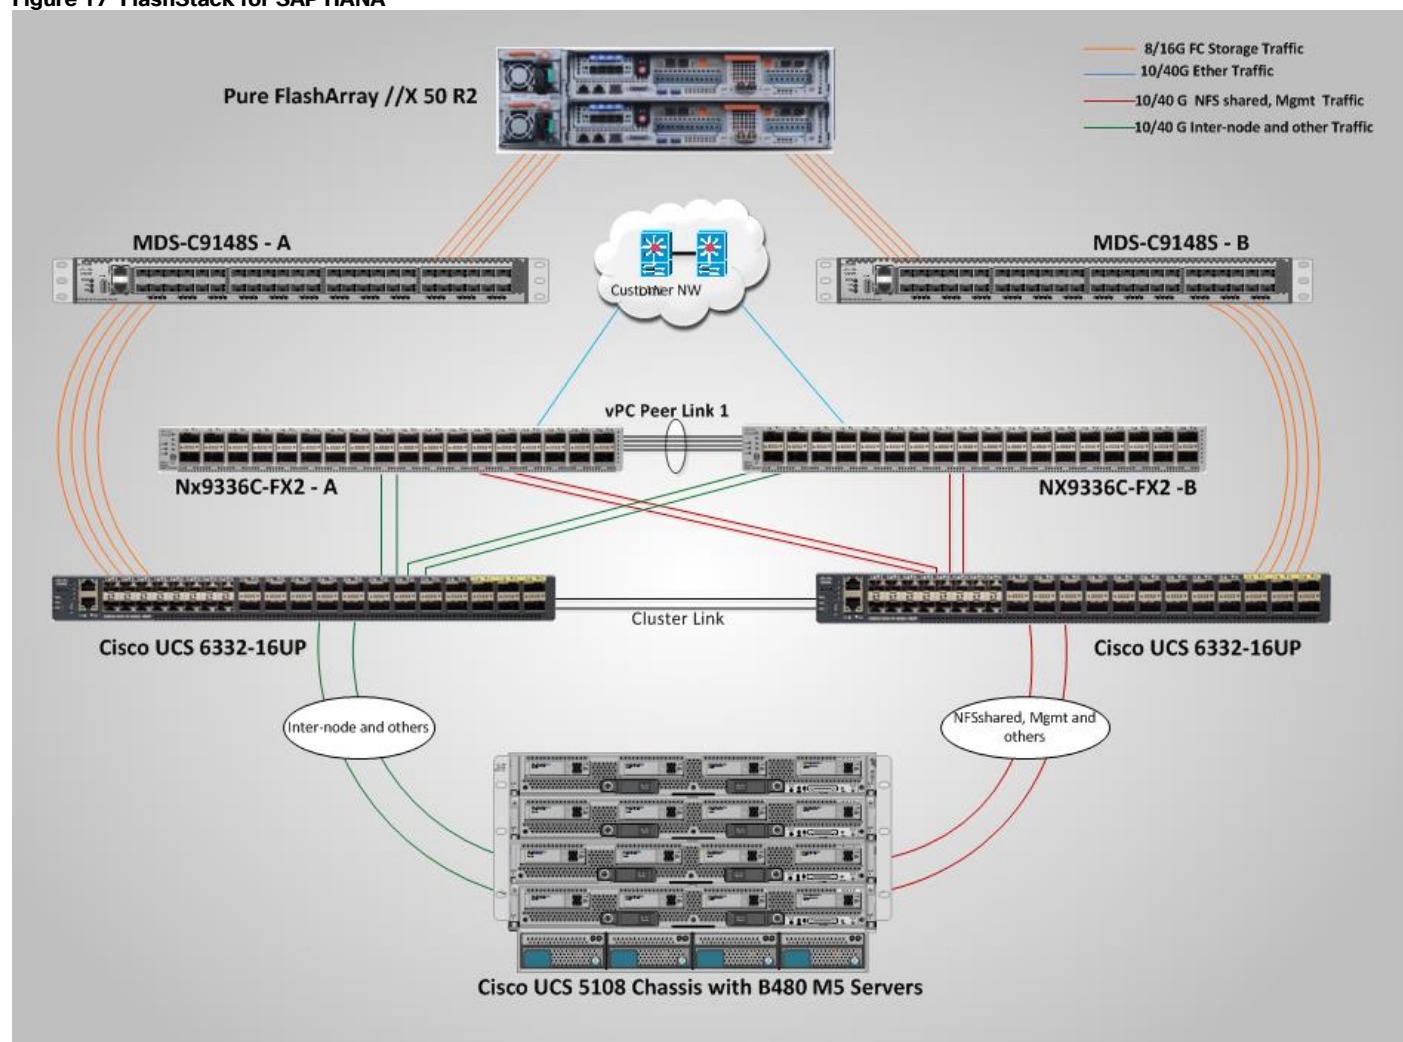 Figure 17 FlashStack for SAP HANA
8/16G FC Storage Traffic
10/40G Ether Traffic
10/40 G NFS shared, Mgmt Traffic
10/40 G Inter-node and other Traffic
Pure FlashArray //X 50 R2
MDS-C9148S - A
MDS-C9148S - B
Customer NW
vPC Peer Link 1
Nx9336C-FX2 - A
NX9336C-FX2 -B
Cluster Link
Cisco UCS 6332-16UP
Cisco UCS 6332-16UP
Inter-node and others
NFSshared, Mgmt and
others
Cisco UCS 5108 Chassis with B480 M5 Servers